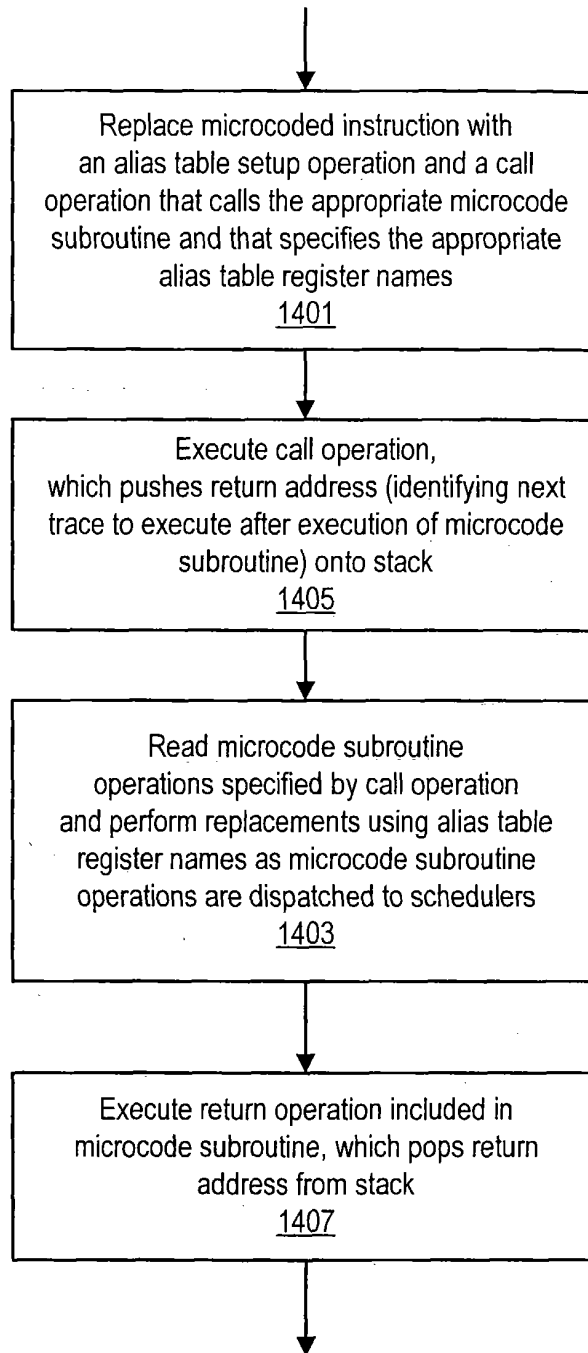 Replace microcoded instruction with
an alias table setup operation and a call
operation that calls the appropriate microcode
subroutine and that specifies the appropriate
alias table register names
1401
Execute call operation,
which pushes return address (identifying next
trace to execute after execution of microcode
subroutine) onto stack
1405
Read microcode subroutine
operations specified by call operation
and perform replacements using alias table
register names as microcode subroutine
operations are dispatched to schedulers
1403
Execute return operation included in
microcode subroutine, which pops return
address from stack
1407